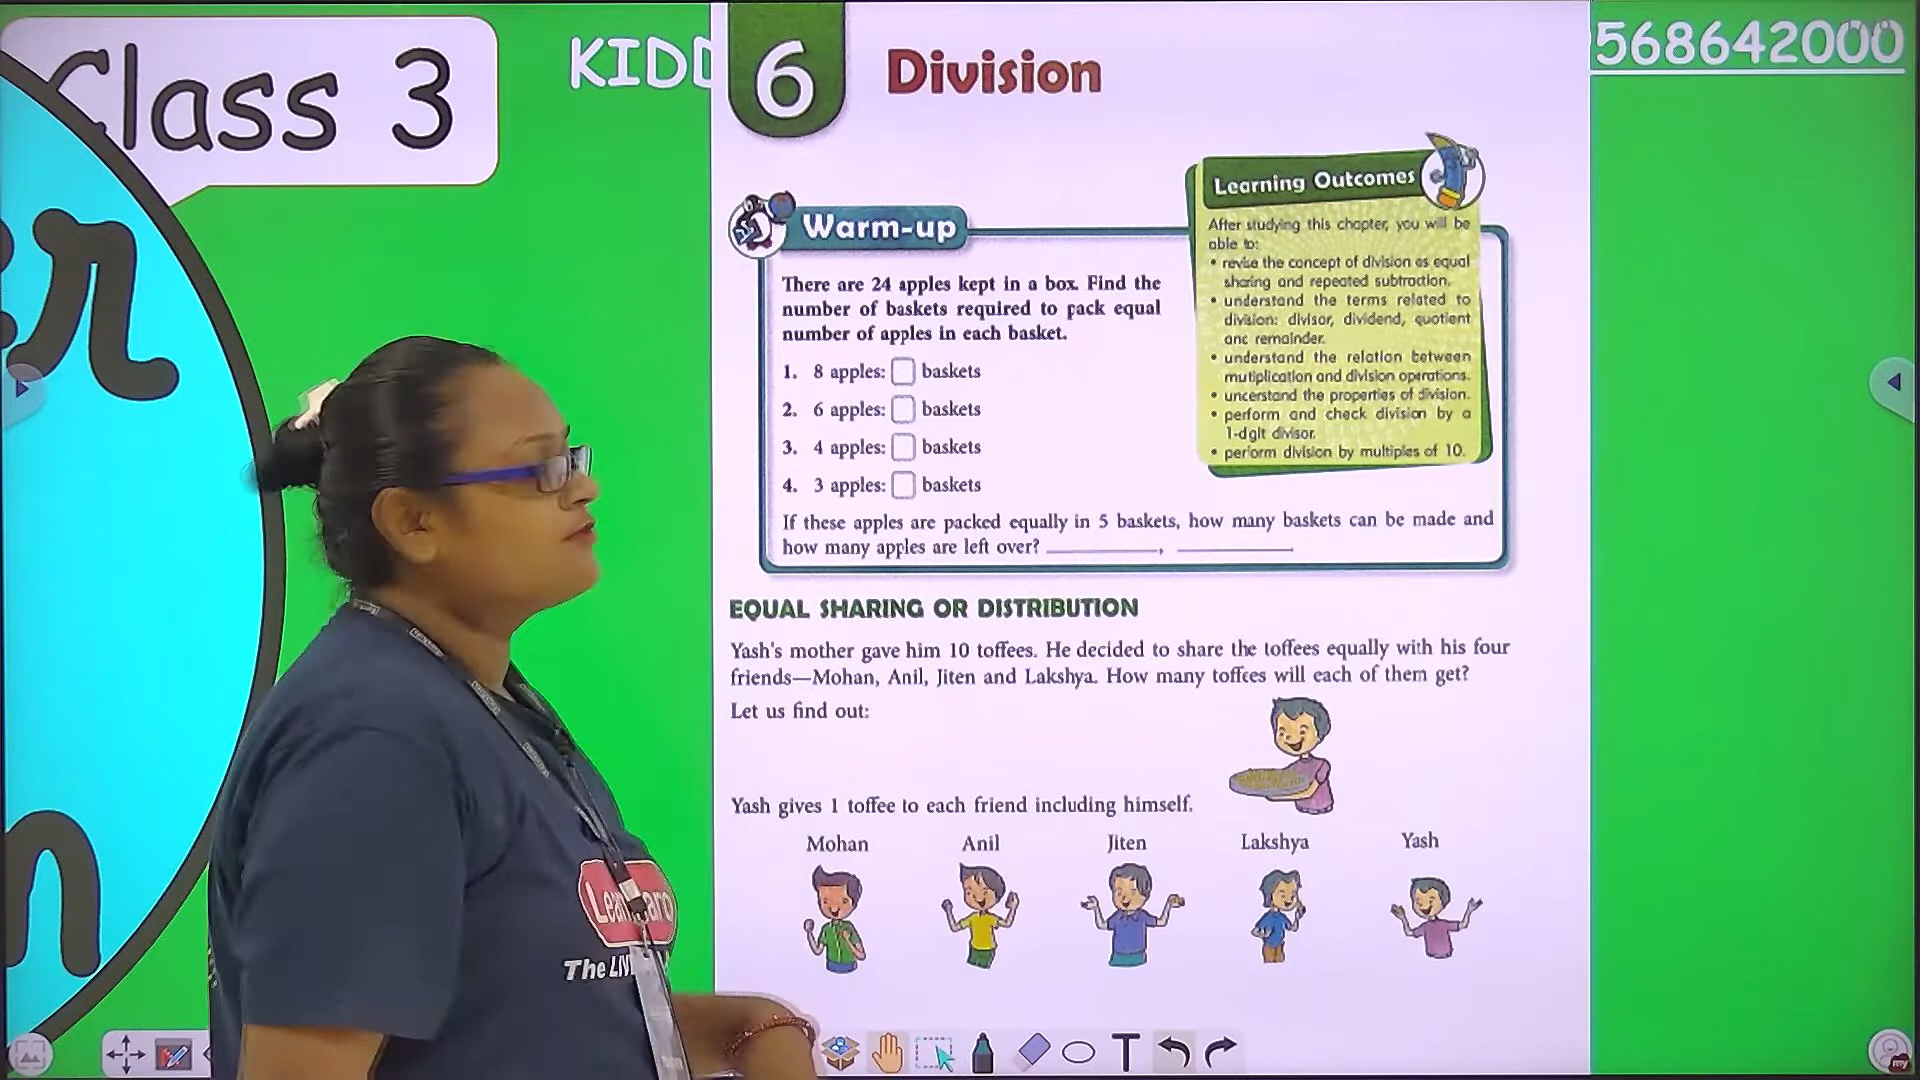 Class 3
KIDD
568642000
6
Division
Learning Outcomes
After studying this chapter, you will be
able to:
• revise the concept of division as equal
sharing and repeated subtraction.
• understand the terms related to
division: divisor, dividend, quotient
anc remainder.
• understand the relation between
mutiplication and division operations.
• uncerstand the properties of division.
• perform and check division by a
1-dgit divisor.
• perform division by multiples of 10.
Warm-up
There are 24 apples kept in a box. Find the
number of baskets required to pack equal
number of apples in each basket.
1. 8 apples: baskets
2. 6 apples: baskets
3. 4 apples: baskets
4. 3 apples: baskets
If these apples are packed equally in 5 baskets, how many baskets can be made and
how many apples are left over? ____________, ____________
EQUAL SHARING OR DISTRIBUTION
Yash's mother gave him 10 toffees. He decided to share the toffees equally with his four
friends—Mohan, Anil, Jiten and Lakshya. How many toffees will each of them get?
Let us find out:
Yash gives 1 toffee to each friend including himself.
Mohan Anil Jiten Lakshya Yash
The LIV
T
my